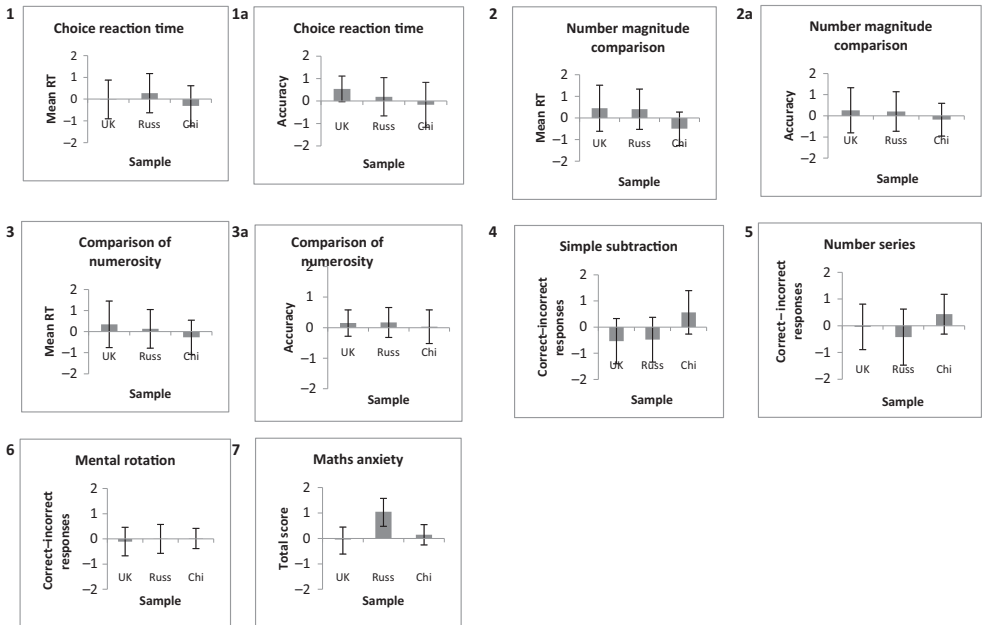 1
Choice reaction time
Mean RT
2
1
0
−1
−2
UK Russ Chi
Sample
1a
Choice reaction time
Accuracy
2
1
0
−1
−2
UK Russ Chi
Sample
2
Number magnitude
comparison
Mean RT
2
1
0
−1
−2
UK Russ Chi
Sample
2a
Number magnitude
comparison
Accuracy
2
1
0
−1
−2
UK Russ Chi
Sample
3
Comparison of
numerosity
Mean RT
2
1
0
−1
−2
UK Russ Chi
Sample
3a
Comparison of
numerosity
Accuracy
2
1
0
−1
−2
UK Russ Chi
Sample
4
Simple subtraction
Correct–incorrect
responses
2
1
0
−1
−2
UK Russ Chi
Sample
5
Number series
Correct– incorrect
responses
2
1
0
−1
−2
UK Russ Chi
Sample
6
Mental rotation
Correct–incorrect
responses
2
1
0
−1
−2
UK Russ Chi
Sample
7
Maths anxiety
Total score
2
1
0
−1
−2
UK Russ Chi
Sample